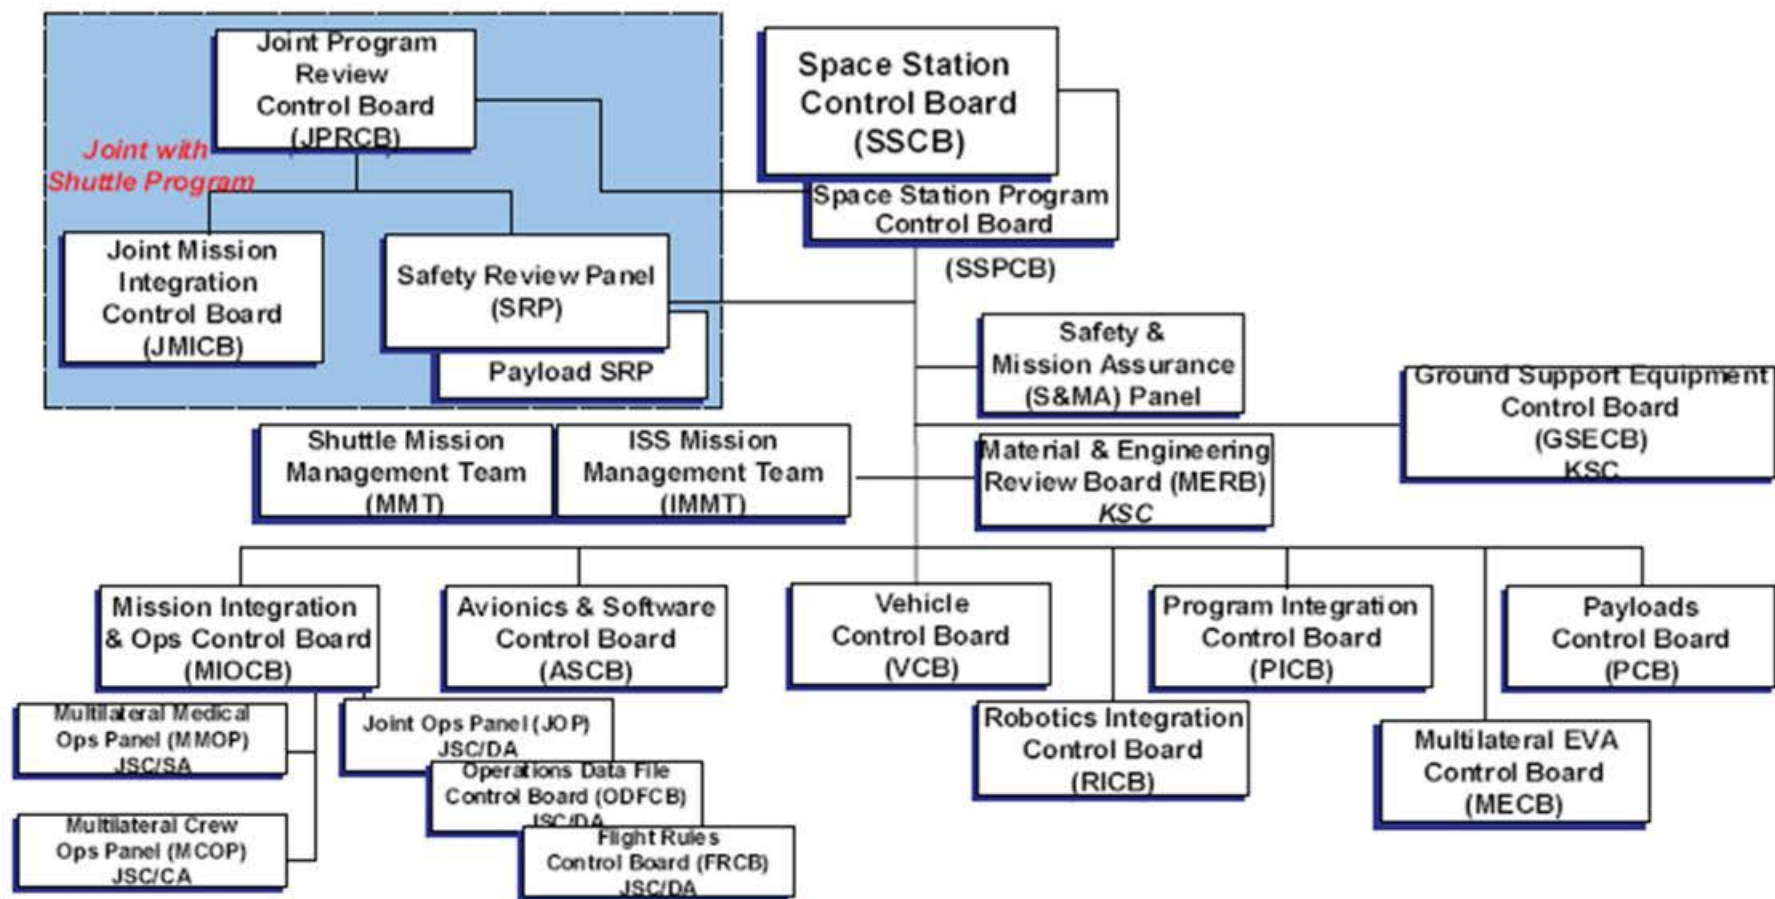 Joint Program
Review
Control Board
(JPRCB)
Joint with
Shuttle Program
Joint Mission
Integration
Control Board
(JMICB)
Safety Review Panel
(SRP)
Payload SRP
Space Station
Control Board
(SSCB)
Space Station Program
Control Board
(SSPCB)
Safety &
Mission Assurance
(S&MA) Panel
Ground Support Equipment
Control Board
(GSECB)
KSC
Shuttle Mission
Management Team
(MMT)
ISS Mission
Management Team
(IMMT)
Material & Engineering
Review Board (MERB)
KSC
Mission Integration
& Ops Control Board
(MIOCB)
Avionics & Software
Control Board
(ASCB)
Vehicle
Control Board
(VCB)
Program Integration
Control Board
(PICB)
Payloads
Control Board
(PCB)
Robotics Integration
Control Board
(RICB)
Multilateral EVA
Control Board
(MECB)
Multilateral Medical
Ops Panel (MMOP)
JSC/SA
Multilateral Crew
Ops Panel (MCOP)
JSC/CA
Joint Ops Panel (JOP)
JSC/DA
Operations Data File
Control Board (ODFCB)
JSC/DA
Flight Rules
Control Board (FRCB)
JSC/DA